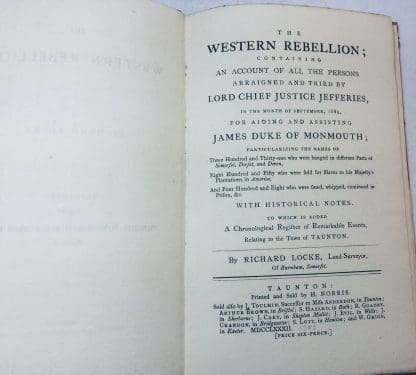 THE
WESTERN REBELLION;
CONTAINING
AN ACCOUNT OF ALL THE PERSONS
ARRAIGNED AND TRIED BY
LORD CHIEF JUSTICE JEFFERIES,
IN THE MONTH OF SEPTEMBER, 1685,
FOR AIDING AND ASSISTING
JAMES DUKE OF MONMOUTH;
PARTICULARIZING THE NAMES OF
Three Hundred and Thirty-one who were hanged in different Parts of
Somerset, Dorset, and Devon,
Eight Hundred and Fifty who were sold for Slaves to his Majesty's
Plantations in America,
And Four Hundred and Eight who were fined, whipped, continued in
Prison, &c.
WITH HISTORICAL NOTES.
TO WHICH IS ADDED
A Chronological Register of Remarkable Events,
Relating to the Town of TAUNTON.
By RICHARD LOCKE, Land-Surveyor,
Of Burnham, Somerset.
TAUNTON:
Printed and Sold by H. NORRIS.
Sold also by J. TOULMIN, Successor to Miss ANDERDON, in Taunton;
ARTHUR BROWN, in Bristol; S. HAZARD, in Bath; R. GOADBY,
in Sherborne; J. CARY, in Shepton Mallet; J. EVIL, in Wells; J.
CRANDON, in Bridgewater; S. LOTT, in Honiton; and W. GRIGG,
in Exeter. MDCCLXXXII.
[PRICE SIX-PENCE.]